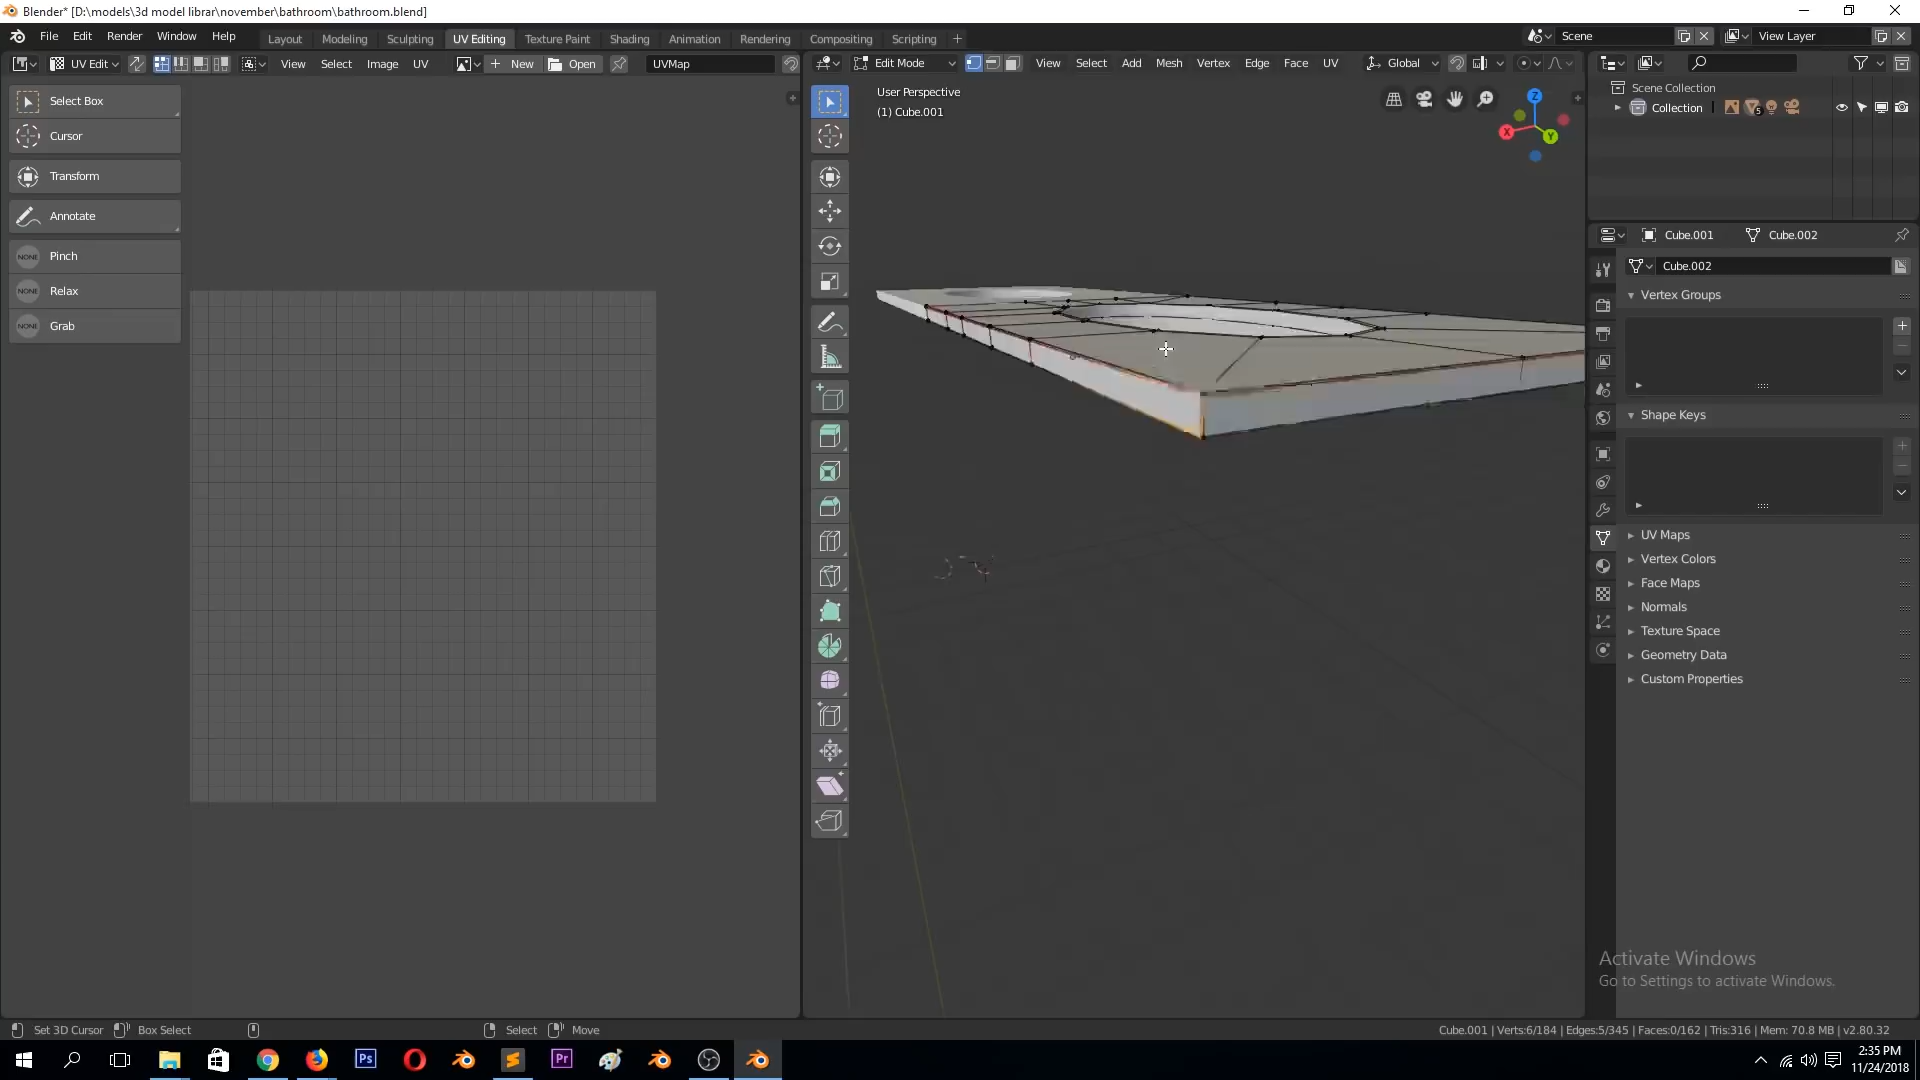 Blender* [D:\models\3d model librar\november\bathroom\bathroom.blend]
File Edit Render Window Help Layout Modeling Sculpting UV Editing Texture Paint Shading Animation Rendering Compositing Scripting + Scene View Layer
UV Edit View Select Image UV New Open UVMap Edit Mode View Select Add Mesh Vertex Edge Face UV Global
Select Box
Cursor
Transform
Annotate
NONE Pinch
NONE Relax
NONE Grab
User Perspective
(1) Cube.001
Z
X
Y
Scene Collection
Collection 5
Cube.001 Cube.002
Cube.002
Vertex Groups
Shape Keys
UV Maps
Vertex Colors
Face Maps
Normals
Texture Space
Geometry Data
Custom Properties
Activate Windows
Go to Settings to activate Windows.
Set 3D Cursor Box Select Select Move Cube.001 | Verts:6/184 | Edges:5/345 | Faces:0/162 | Tris:316 | Mem: 70.8 MB | v2.80.32
Ps Pr
2:35 PM
11/24/2018